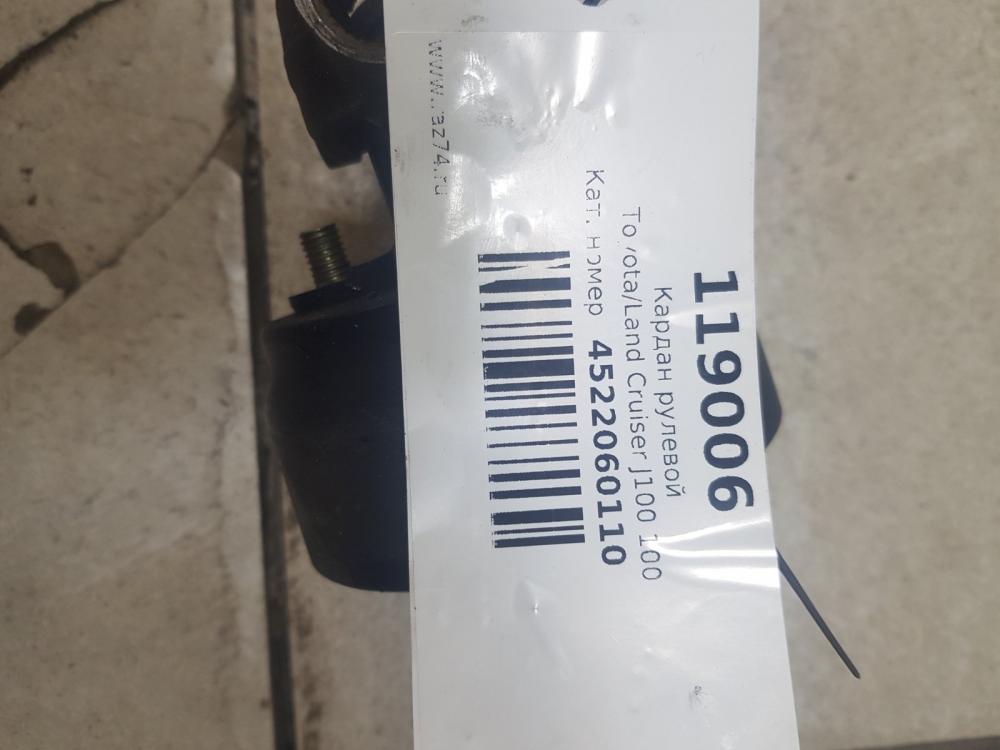 119006
Кардан рулевой
Toyota/Land Cruiser J100 100
Кат. номер 4522060110